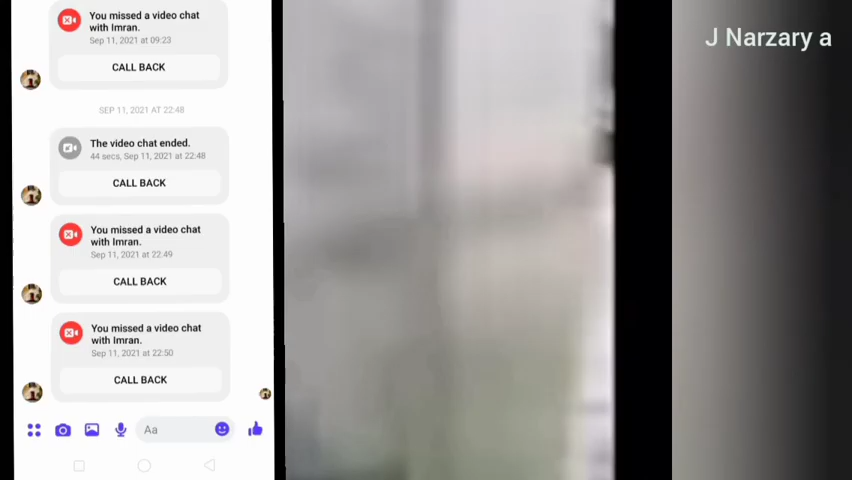 You missed a video chat
with Imran.
Sep 11, 2021 at 09:23
CALL BACK
SEP 11, 2021 AT 22:48
The video chat ended.
44 secs, Sep 11, 2021 at 22:48
CALL BACK
You missed a video chat
with Imran.
Sep 11, 2021 at 22:49
CALL BACK
You missed a video chat
with Imran.
Sep 11, 2021 at 22:50
CALL BACK
Aa
J Narzary a